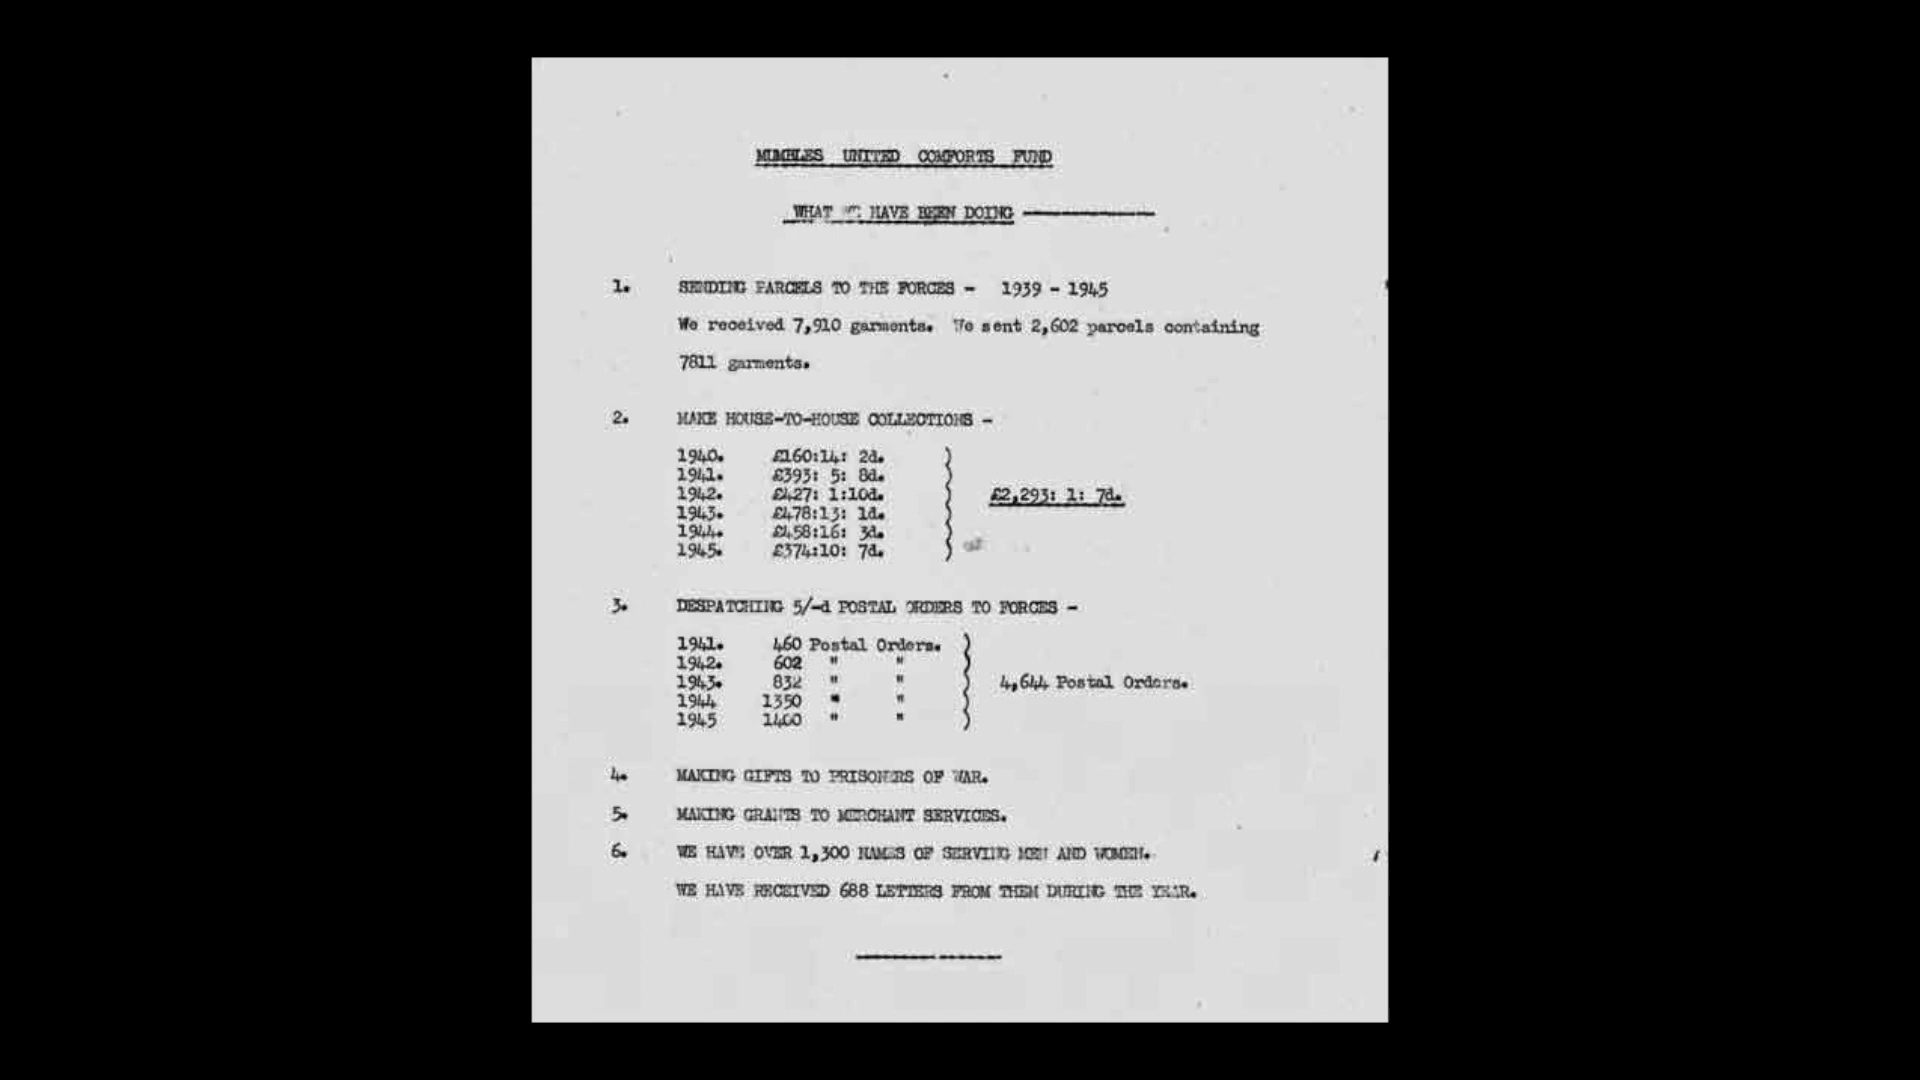 MUMBLES UNITED COMFORTS FUND
WHAT WE HAVE BEEN DOING
1. SENDING PARCELS TO THE FORCES - 1939 - 1945
We received 7,910 garments. We sent 2,602 parcels containing
7811 garments.
2. MAKE HOUSE-TO-HOUSE COLLECTIONS -
1940. £160:14: 2d.
1941. £393: 5: 8d.
1942. £427: 1:10d. £2,293: 1: 7d.
1943. £478:13: 1d.
1944. £458:16: 3d.
1945. £374:10: 7d.
3. DESPATCHING 5/-d POSTAL ORDERS TO FORCES -
1941. 460 Postal Orders.
1942. 602 " "
1943. 832 " " 4,644 Postal Orders.
1944 1350 " "
1945 1400 " "
4. MAKING GIFTS TO PRISONERS OF WAR.
5. MAKING GRANTS TO MERCHANT SERVICES.
6. WE HAVE OVER 1,300 NAMES OF SERVING MEN AND WOMEN.
WE HAVE RECEIVED 688 LETTERS FROM THEM DURING THE YEAR.